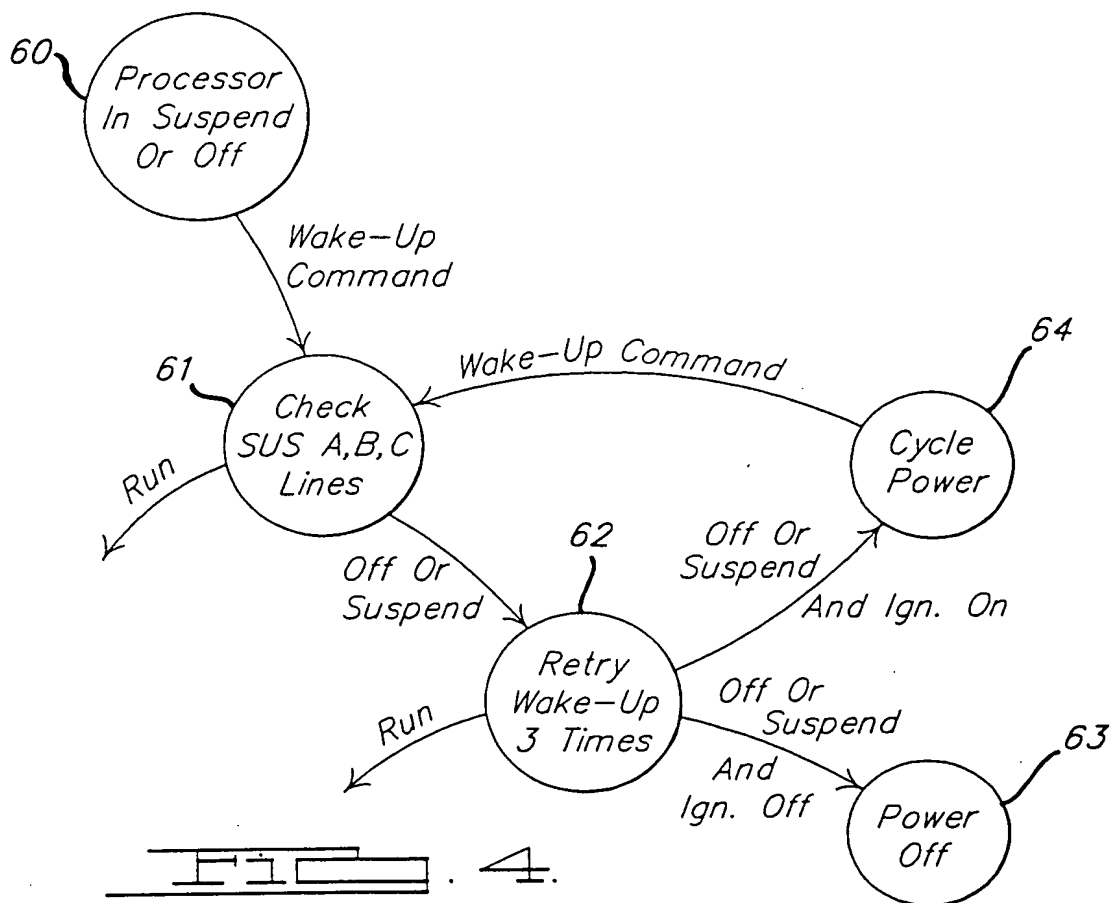 60
Processor
In Suspend
Or Off
Wake-Up
Command
61
Check
SUS A,B,C
Lines
Run
Wake-Up Command
64
Cycle
Power
Off Or
Suspend
62
Retry
Wake-Up
3 Times
Run
Off Or
Suspend
And Ign. On
Off Or
Suspend
And
Ign. Off
63
Power
Off
Fig. 4.